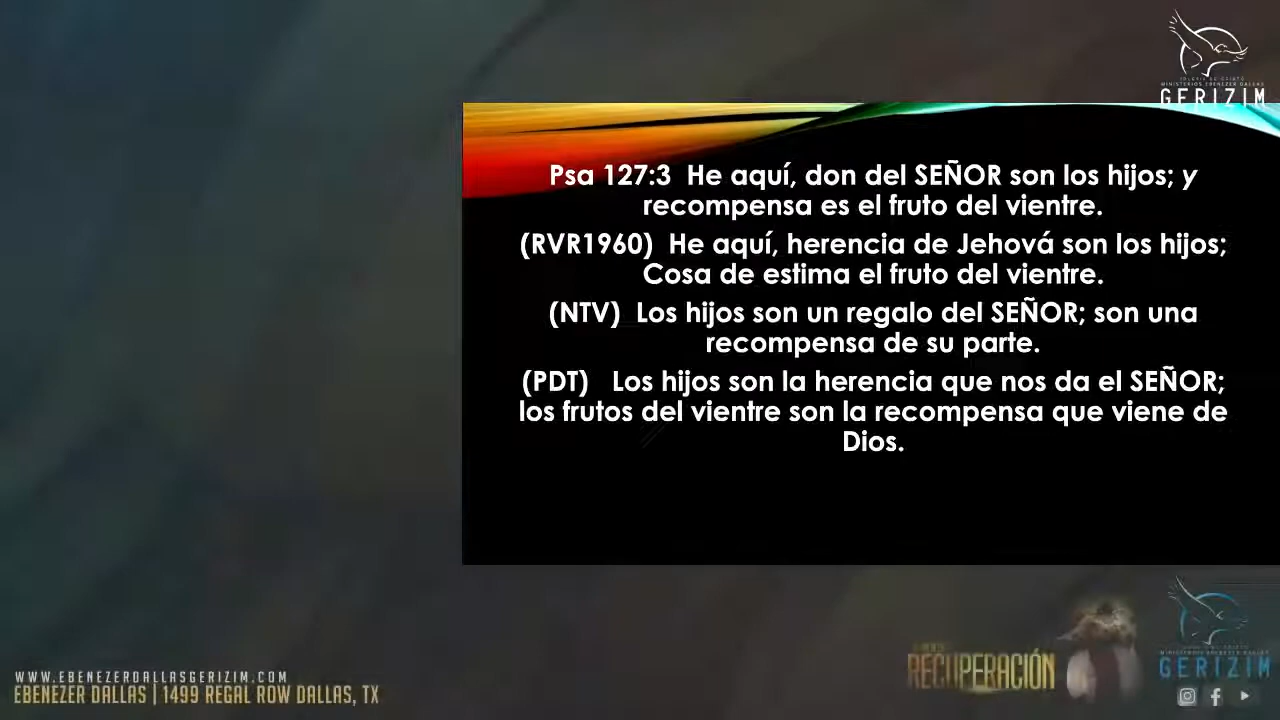 GERIZIM
Psa 127:3 He aquí, don del SEÑOR son los hijos; y
recompensa es el fruto del vientre.
(RVR1960) He aquí, herencia de Jehová son los hijos;
Cosa de estima el fruto del vientre.
(NTV) Los hijos son un regalo del SEÑOR; son una
recompensa de su parte.
(PDT) Los hijos son la herencia que nos da el SEÑOR;
los frutos del vientre son la recompensa que viene de
Dios.
RECUPERACIÓN
GERIZIM
WWW.EBENEZERDALLASGERIZIM.COM
EBENEZER DALLAS | 1499 REGAL ROW DALLAS, TX